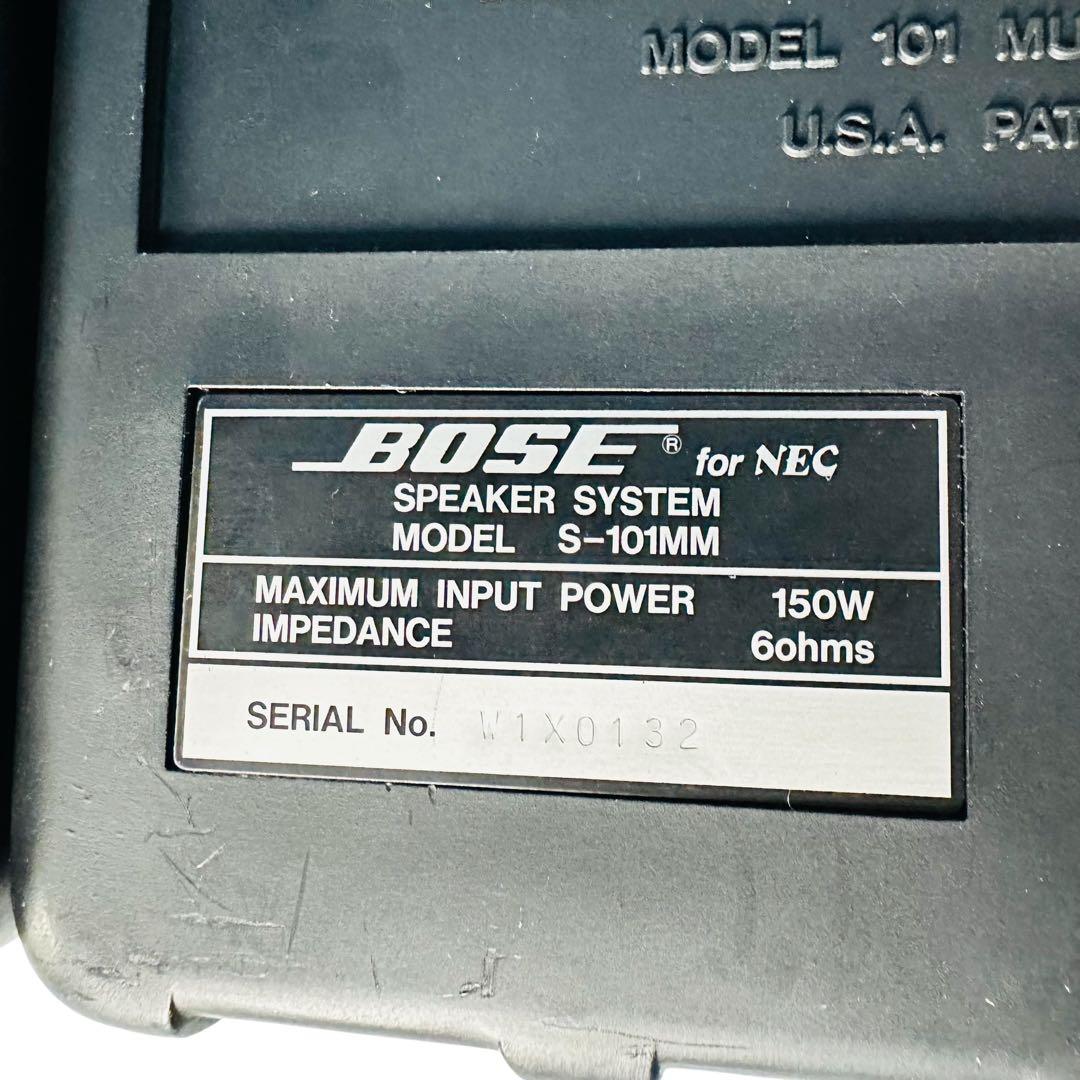 MODEL 101 MU
U.S.A. PAT
BOSE® for NEC
SPEAKER SYSTEM
MODEL S-101MM
MAXIMUM INPUT POWER 150W
IMPEDANCE 6ohms
SERIAL No. W1X0132